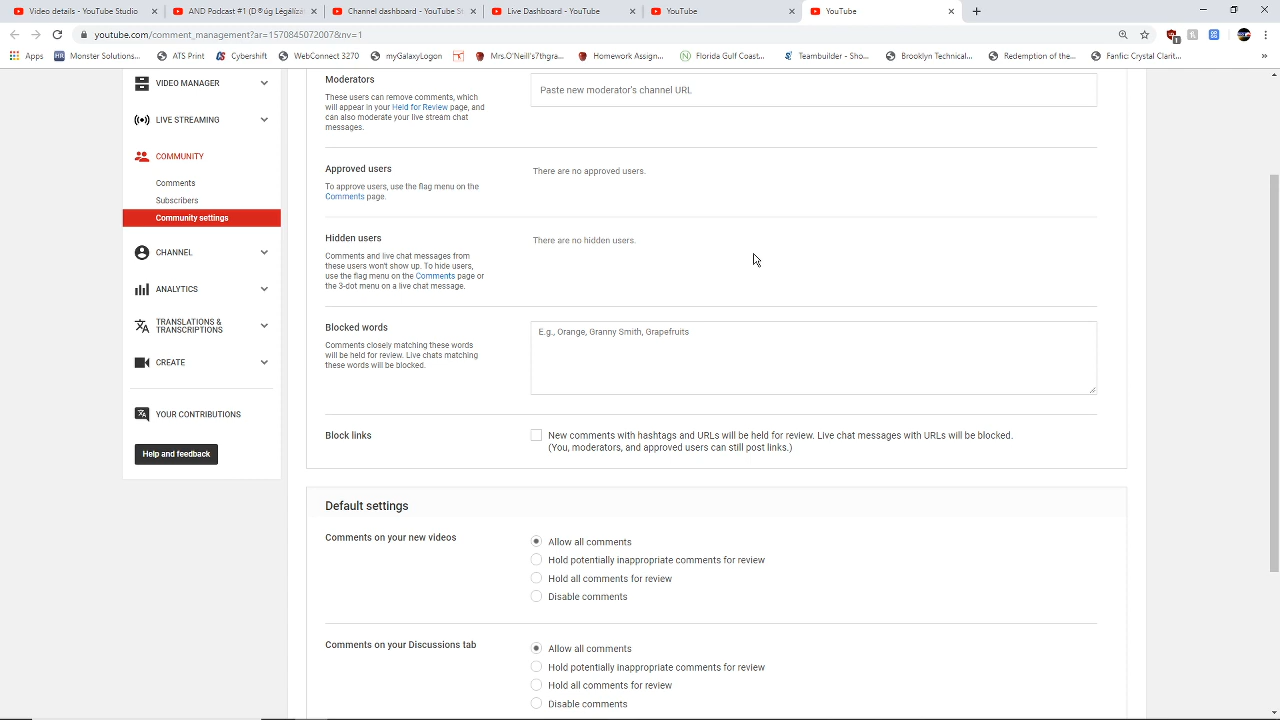 Video details - YouTube Studio
AND Podcast #1 (D®úg Légálízá
Channel dashboard - YouTube St
Live Dashboard - YouTube
YouTube
YouTube
youtube.com/comment_management?ar=1570845072007&nv=1
Apps
Monster Solutions...
ATS Print
Cybershift
WebConnect 3270
myGalaxyLogon
Mrs.O'Neill's7thgra...
Homework Assign...
Florida Gulf Coast...
Teambuilder - Sho...
Brooklyn Technical...
Redemption of the...
Fanfic: Crystal Clarit...
VIDEO MANAGER
LIVE STREAMING
COMMUNITY
Comments
Subscribers
Community settings
CHANNEL
ANALYTICS
TRANSLATIONS &
TRANSCRIPTIONS
CREATE
YOUR CONTRIBUTIONS
Help and feedback
Moderators
These users can remove comments, which
will appear in your Held for Review page, and
can also moderate your live stream chat
messages.
Paste new moderator's channel URL
Approved users
To approve users, use the flag menu on the
Comments page.
There are no approved users.
Hidden users
Comments and live chat messages from
these users won't show up. To hide users,
use the flag menu on the Comments page or
the 3-dot menu on a live chat message.
There are no hidden users.
Blocked words
Comments closely matching these words
will be held for review. Live chats matching
these words will be blocked.
E.g., Orange, Granny Smith, Grapefruits
Block links
New comments with hashtags and URLs will be held for review. Live chat messages with URLs will be blocked.
(You, moderators, and approved users can still post links.)
Default settings
Comments on your new videos
Allow all comments
Hold potentially inappropriate comments for review
Hold all comments for review
Disable comments
Comments on your Discussions tab
Allow all comments
Hold potentially inappropriate comments for review
Hold all comments for review
Disable comments